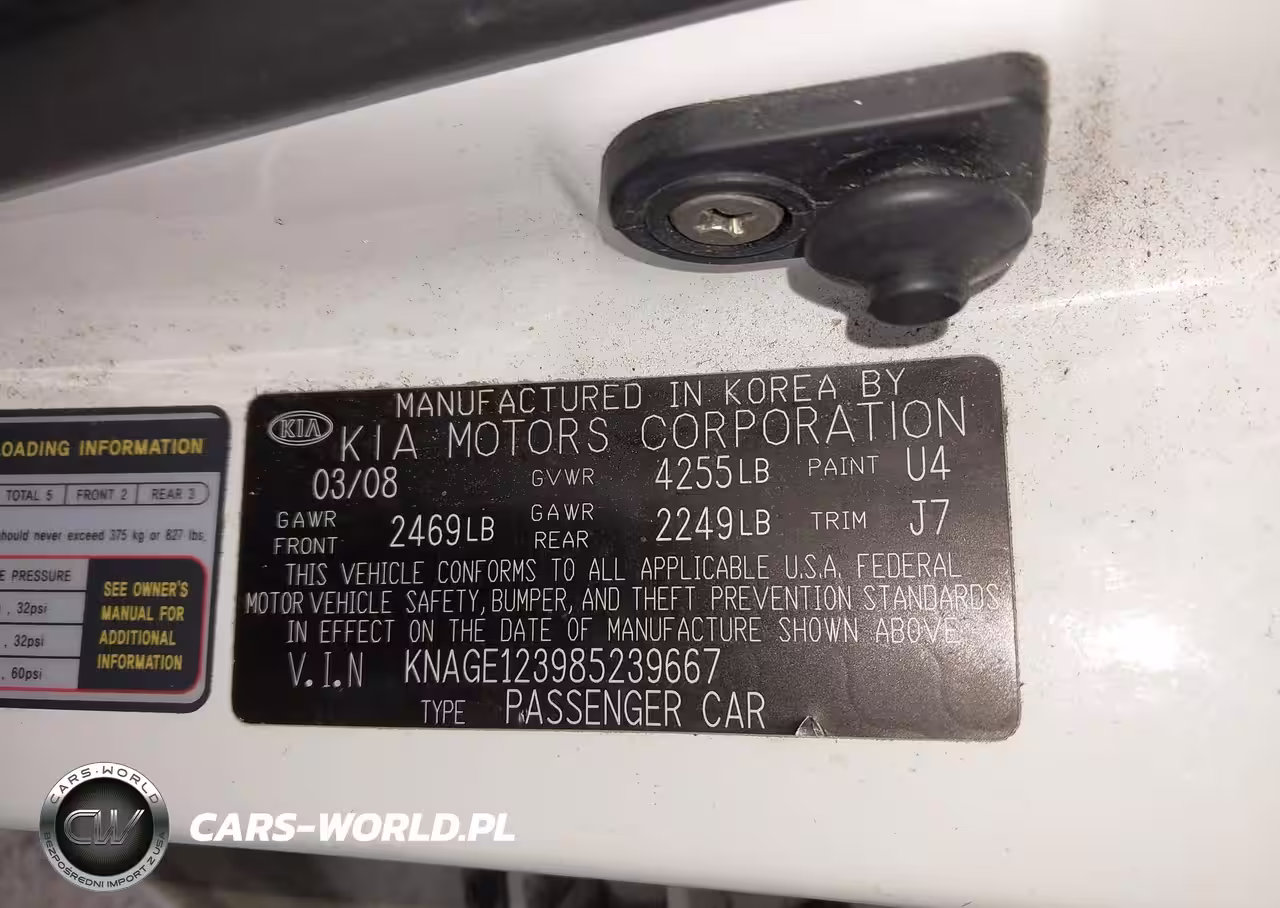 MANUFACTURED IN KOREA BY
KIA
KIA MOTORS CORPORATION
03/08 GVWR 4255LB PAINT U4
GAWR FRONT 2469LB GAWR REAR 2249LB TRIM J7
THIS VEHICLE CONFORMS TO ALL APPLICABLE U.S.A. FEDERAL
MOTOR VEHICLE SAFETY, BUMPER, AND THEFT PREVENTION STANDARDS
IN EFFECT ON THE DATE OF MANUFACTURE SHOWN ABOVE
V.I.N KNAGE123985239667
TYPE PASSENGER CAR
LOADING INFORMATION
TOTAL 5 FRONT 2 REAR 3
should never exceed 375 kg or 827 lbs.
PRESSURE
, 32psi
, 32psi
, 60psi
SEE OWNER'S
MANUAL FOR
ADDITIONAL
INFORMATION
CARS-WORLD
CW
BEZPOŚREDNI IMPORT Z USA
CARS-WORLD.PL